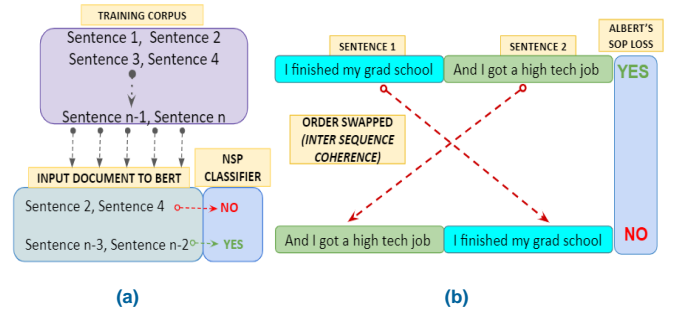 TRAINING CORPUS
Sentence 1, Sentence 2
Sentence 3, Sentence 4
Sentence n-1, Sentence n
INPUT DOCUMENT TO BERT
NSP
CLASSIFIER
Sentence 2, Sentence 4
NO
Sentence n-3, Sentence n-2
YES
(a)
SENTENCE 1
SENTENCE 2
ALBERT'S
SOP LOSS
I finished my grad school
And I got a high tech job
YES
ORDER SWAPPED
(INTER SEQUENCE
COHERENCE)
And I got a high tech job
I finished my grad school
NO
(b)